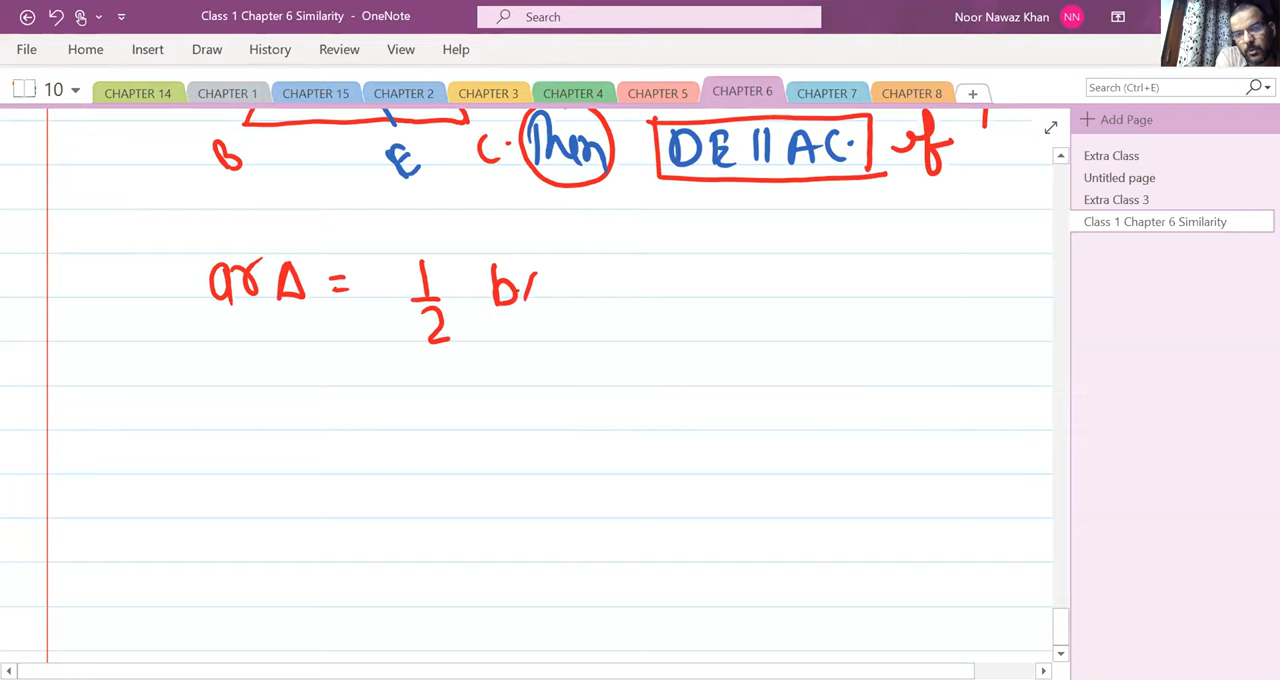 Class 1 Chapter 6 Similarity - OneNote
Search
Noor Nawaz Khan NN
File Home Insert Draw History Review View Help
10 CHAPTER 14 CHAPTER 1 CHAPTER 15 CHAPTER 2 CHAPTER 3 CHAPTER 4 CHAPTER 5 CHAPTER 6 CHAPTER 7 CHAPTER 8
Search (Ctrl+E)
Add Page
Extra Class
Untitled page
Extra Class 3
Class 1 Chapter 6 Similarity
B E C. Then DE || AC. if
ar Δ = 1/2 b